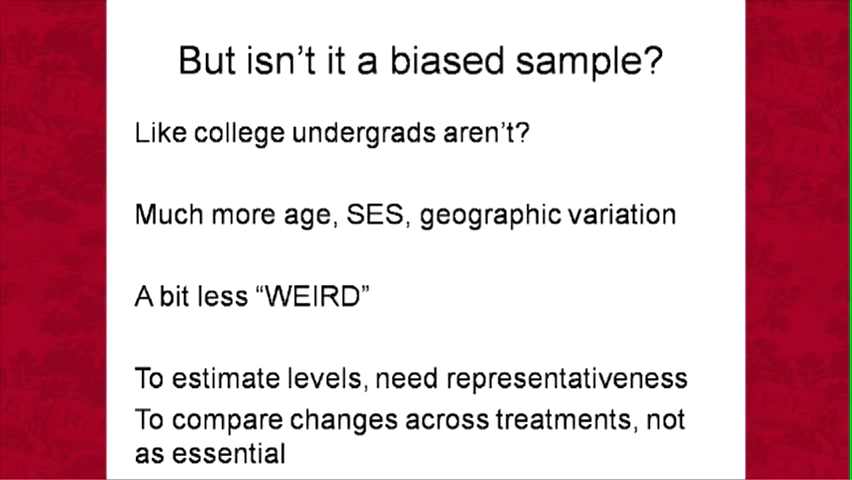 But isn't it a biased sample?
Like college undergrads aren't?
Much more age, SES, geographic variation
A bit less “WEIRD”
To estimate levels, need representativeness
To compare changes across treatments, not
as essential